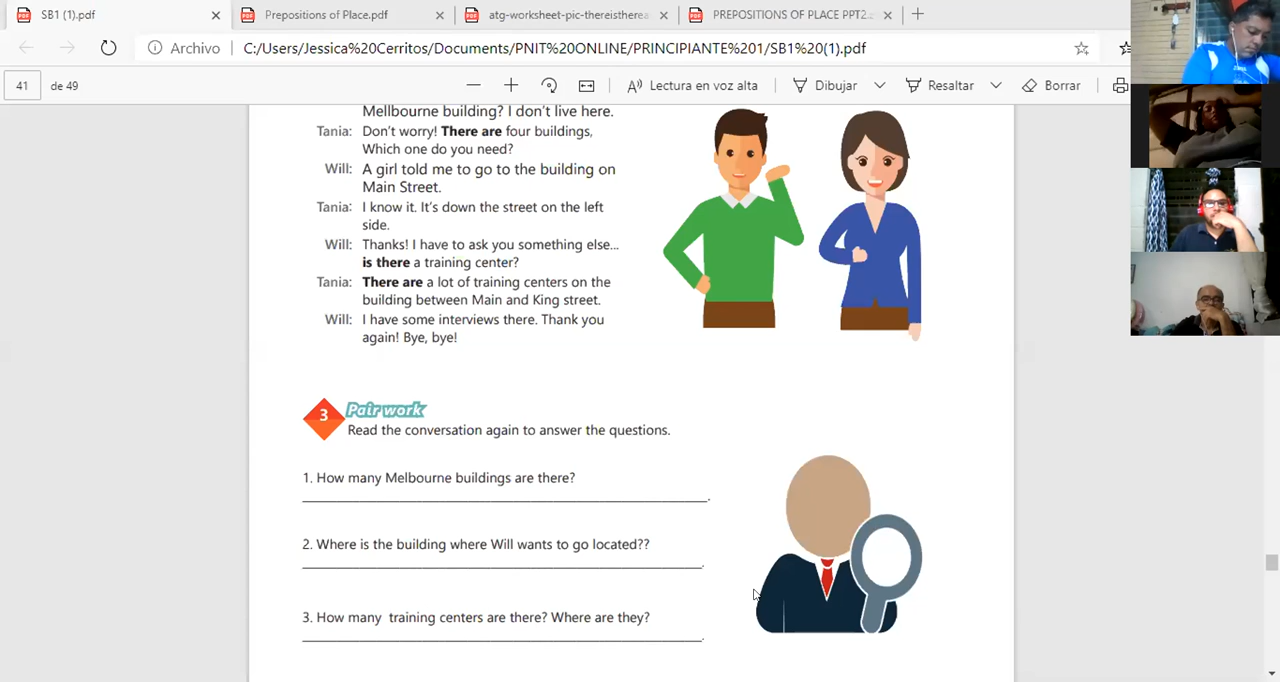 SB1 (1).pdf
Prepositions of Place.pdf
atg-worksheet-pic-thereistherea
PREPOSITIONS OF PLACE PPT2.
Archivo
C:/Users/Jessica%20Cerritos/Documents/PNIT%20ONLINE/PRINCIPIANTE%201/SB1%20(1).pdf
41 de 49
Lectura en voz alta
Dibujar
Resaltar
Borrar
Mellbourne building? I don't live here.
Tania: Don't worry! There are four buildings,
Which one do you need?
Will: A girl told me to go to the building on
Main Street.
Tania: I know it. It's down the street on the left
side.
Will: Thanks! I have to ask you something else...
is there a training center?
Tania: There are a lot of training centers on the
building between Main and King street.
Will: I have some interviews there. Thank you
again! Bye, bye!
3 Pair work
Read the conversation again to answer the questions.
1. How many Melbourne buildings are there?
2. Where is the building where Will wants to go located??
3. How many training centers are there? Where are they?